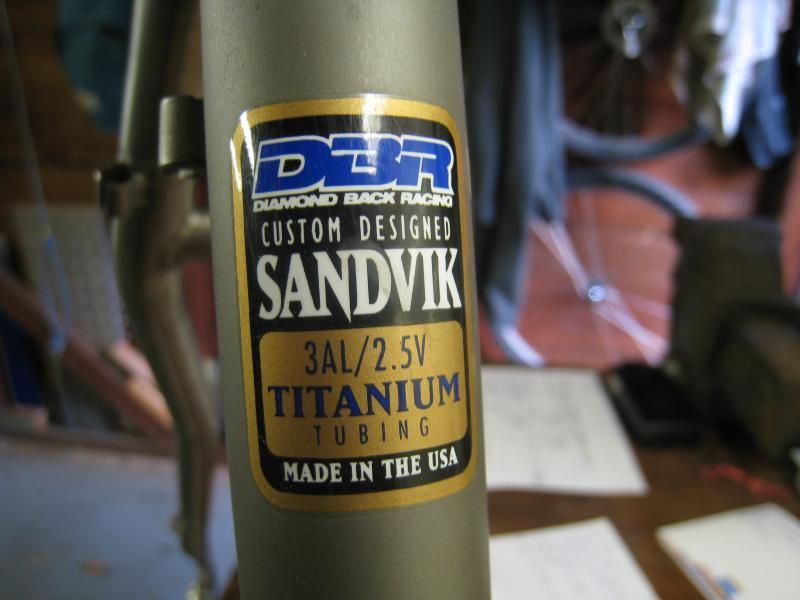 DBR
DIAMOND BACK RACING
CUSTOM DESIGNED
SANDVIK
3AL/2.5V
TITANIUM
TUBING
MADE IN THE USA